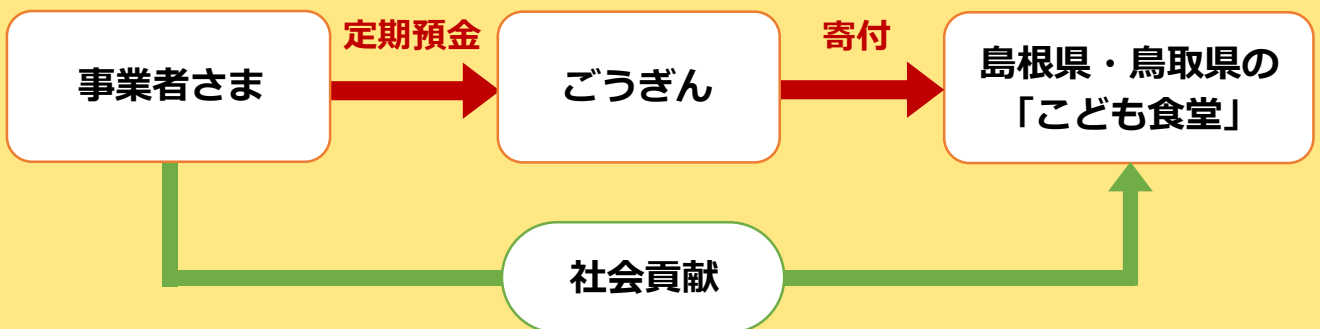 定期預金
寄付
事業者さま
ごうぎん
島根県・鳥取県の
「こども食堂」
社会貢献